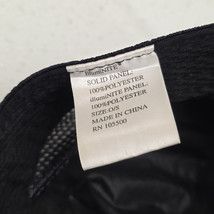 illumiNITE
SOLID PANEL:
100%POLYESTER
illumiNITE PANEL:
100%POLYESTER
SIZE:O/S
MADE IN CHINA
RN 105500